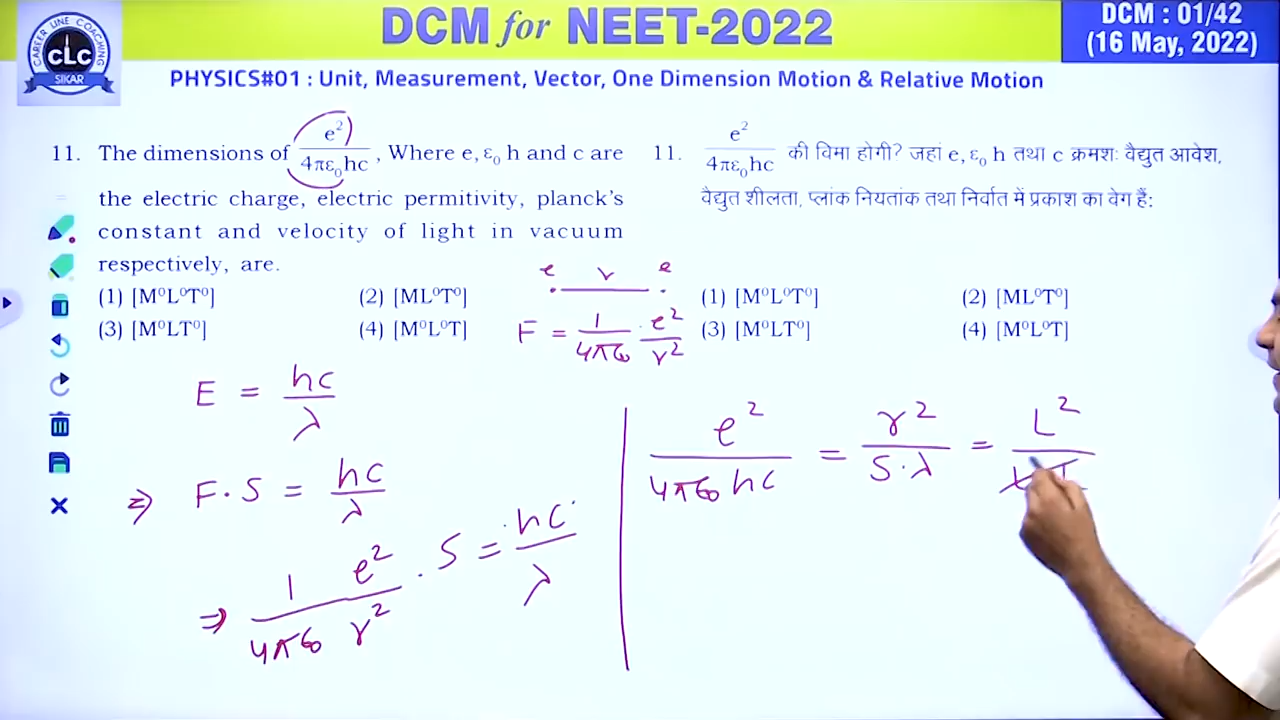 CAREER LINE COACHING
CLC
SIKAR
DCM for NEET-2022
DCM : 01/42
(16 May, 2022)
PHYSICS#01 : Unit, Measurement, Vector, One Dimension Motion & Relative Motion
11. The dimensions of e²/4πε₀hc, Where e, ε₀ h and c are
the electric charge, electric permitivity, planck's
constant and velocity of light in vacuum
respectively, are.
(1) [M⁰L⁰T⁰] (2) [ML⁰T⁰]
(3) [M⁰LT⁰] (4) [M⁰L⁰T]
11. e²/4πε₀hc की विमा होगी? जहां e, ε₀ h तथा c क्रमशः वैद्युत आवेश,
वैद्युत शीलता, प्लांक नियतांक तथा निर्वात में प्रकाश का वेग हैं:
(1) [M⁰L⁰T⁰] (2) [ML⁰T⁰]
(3) [M⁰LT⁰] (4) [M⁰L⁰T]
e r e
F = 1/4πε₀ · e²/r²
E = hc/λ
⇒ F·S = hc/λ
⇒ 1/4πε₀ e²/r² · S = hc/λ
e²/4πε₀hc = r²/S·λ = L²